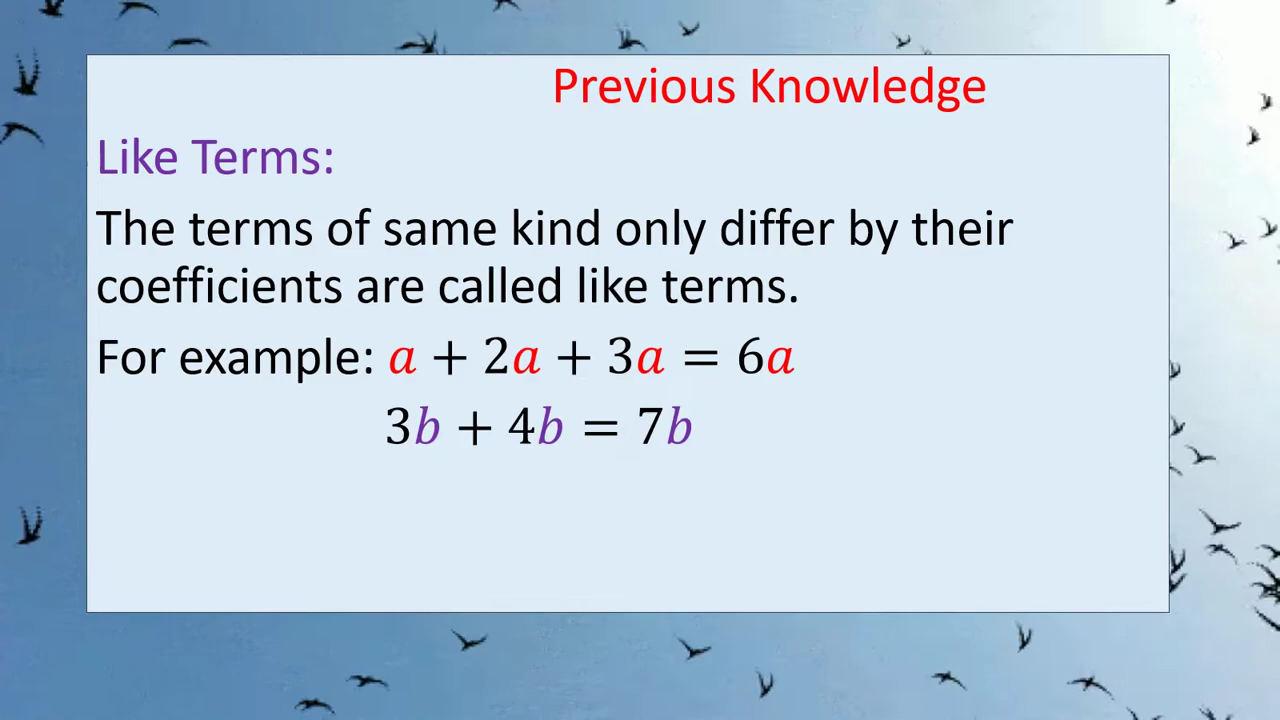 Previous Knowledge
Like Terms:
The terms of same kind only differ by their
coefficients are called like terms.
For example: a + 2a + 3a = 6a
3b + 4b = 7b